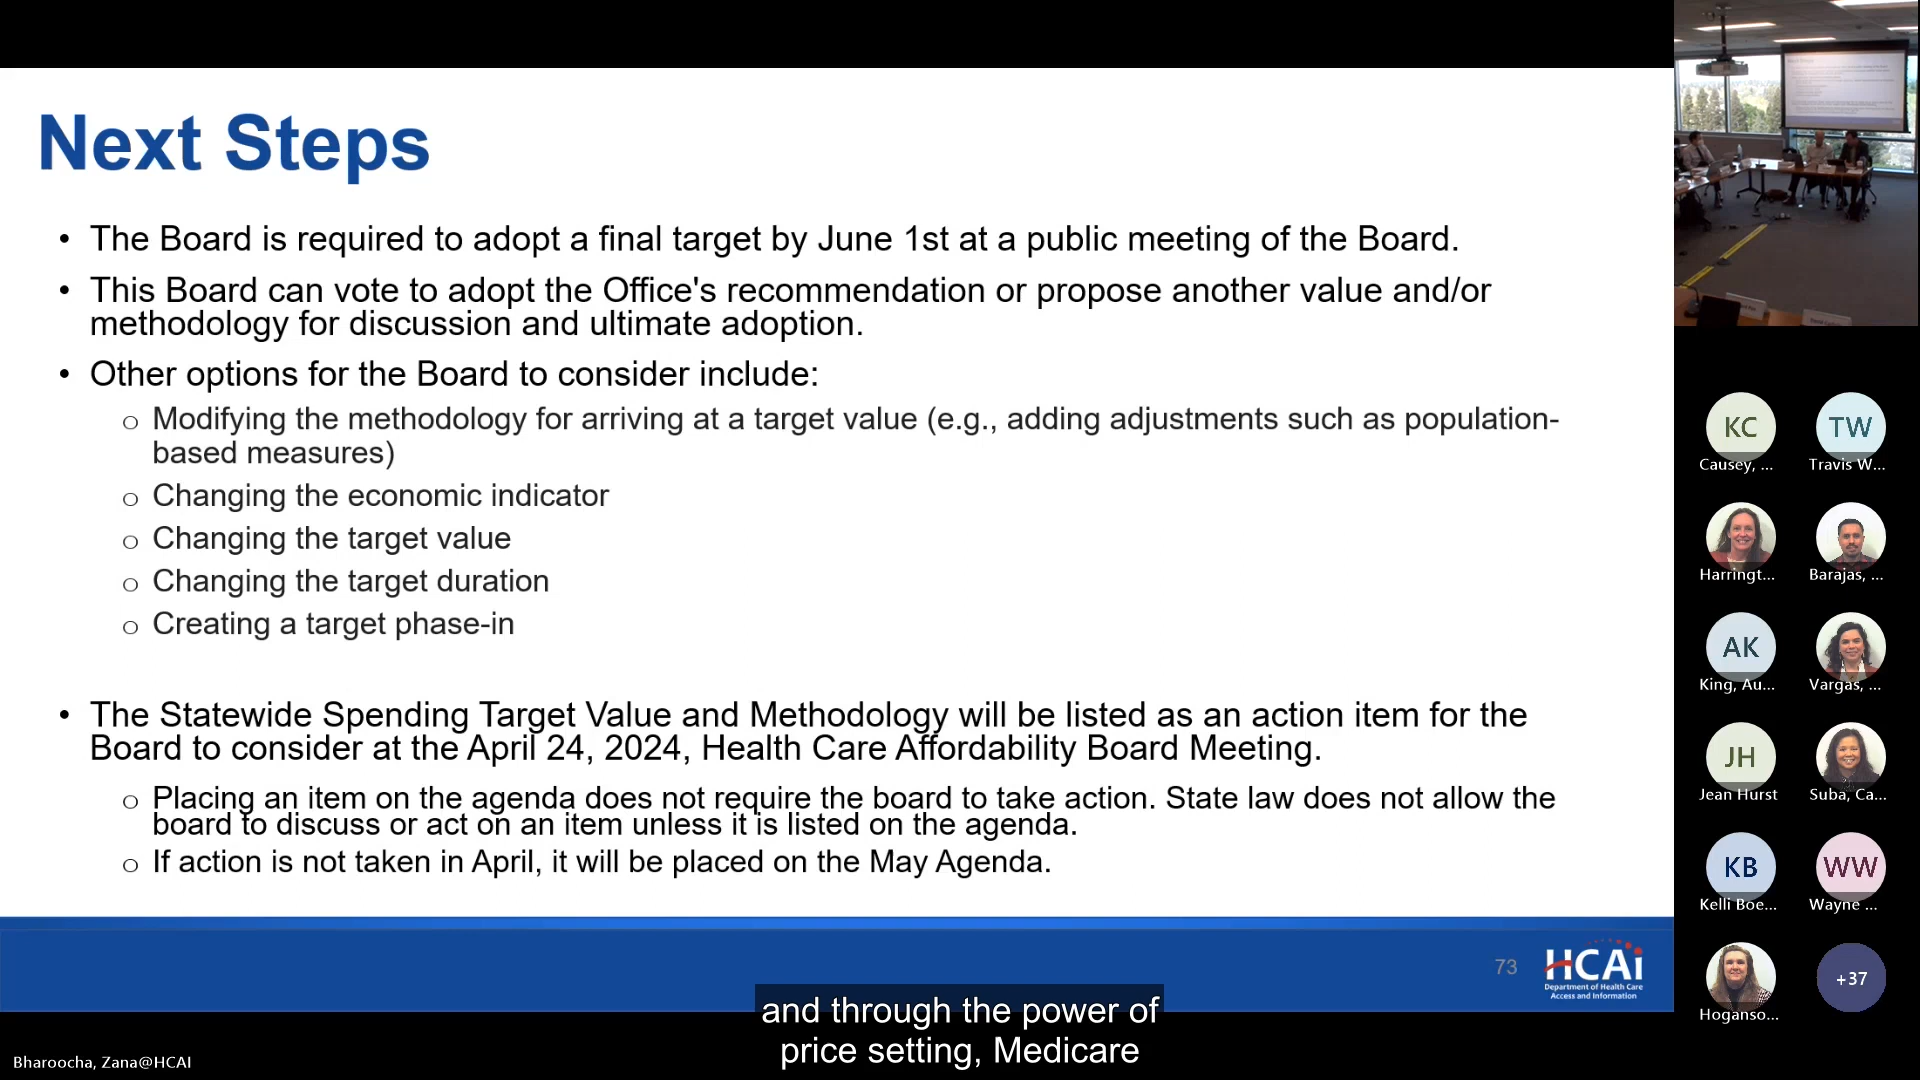 Next Steps
• The Board is required to adopt a final target by June 1st at a public meeting of the Board.
• This Board can vote to adopt the Office's recommendation or propose another value and/or
methodology for discussion and ultimate adoption.
• Other options for the Board to consider include:
o Modifying the methodology for arriving at a target value (e.g., adding adjustments such as population-
based measures)
o Changing the economic indicator
o Changing the target value
o Changing the target duration
o Creating a target phase-in
• The Statewide Spending Target Value and Methodology will be listed as an action item for the
Board to consider at the April 24, 2024, Health Care Affordability Board Meeting.
o Placing an item on the agenda does not require the board to take action. State law does not allow the
board to discuss or act on an item unless it is listed on the agenda.
o If action is not taken in April, it will be placed on the May Agenda.
73
HCAi
Department of Health Care
Access and Information
and through the power of
price setting, Medicare
Bharoocha, Zana@HCAI
KC
Causey, ...
TW
Travis W...
Harringt...
Barajas, ...
AK
King, Au...
Vargas, ...
JH
Jean Hurst
Suba, Ca...
KB
Kelli Boe...
WW
Wayne ...
Hoganso...
+37